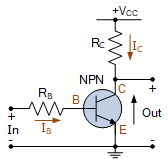 +VCC
RC
IC
NPN
C
+
RB
B
+
In
IB
Out
E
-
-